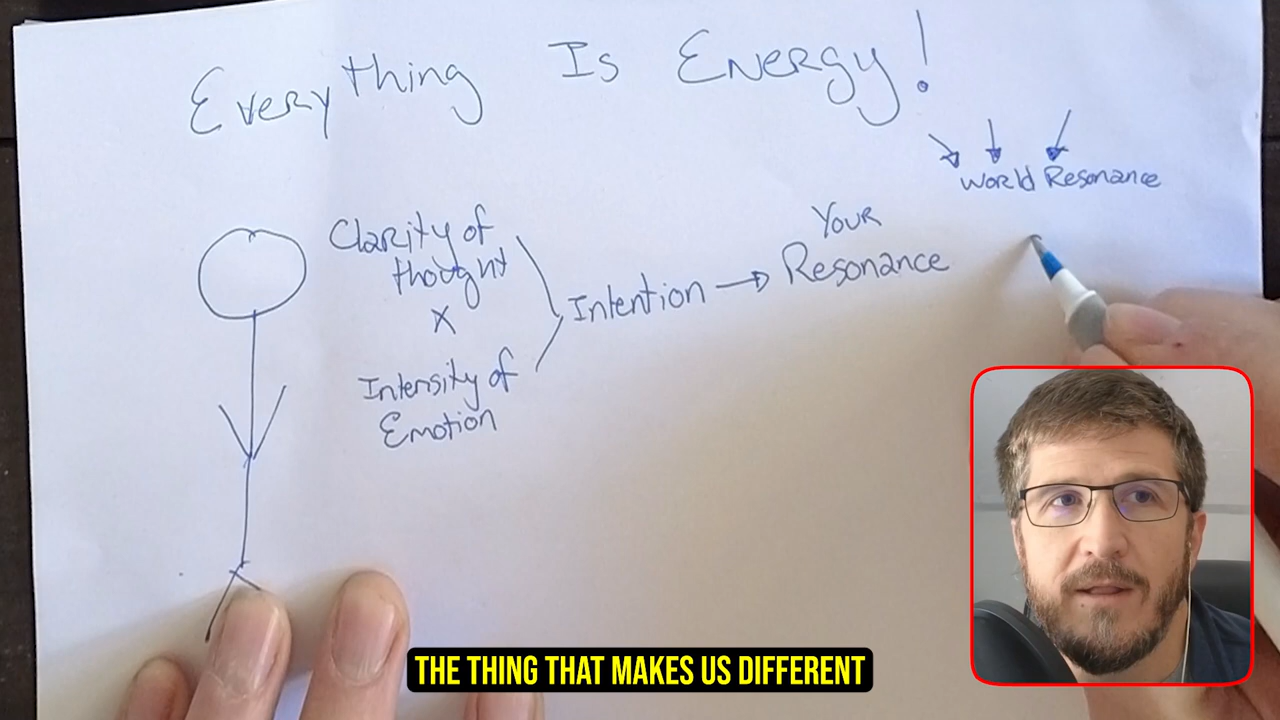 Everything Is Energy!
World Resonance
Clarity of
thought
x
Intensity of
Emotion
Intention → Your
Resonance
THE THING THAT MAKES US DIFFERENT